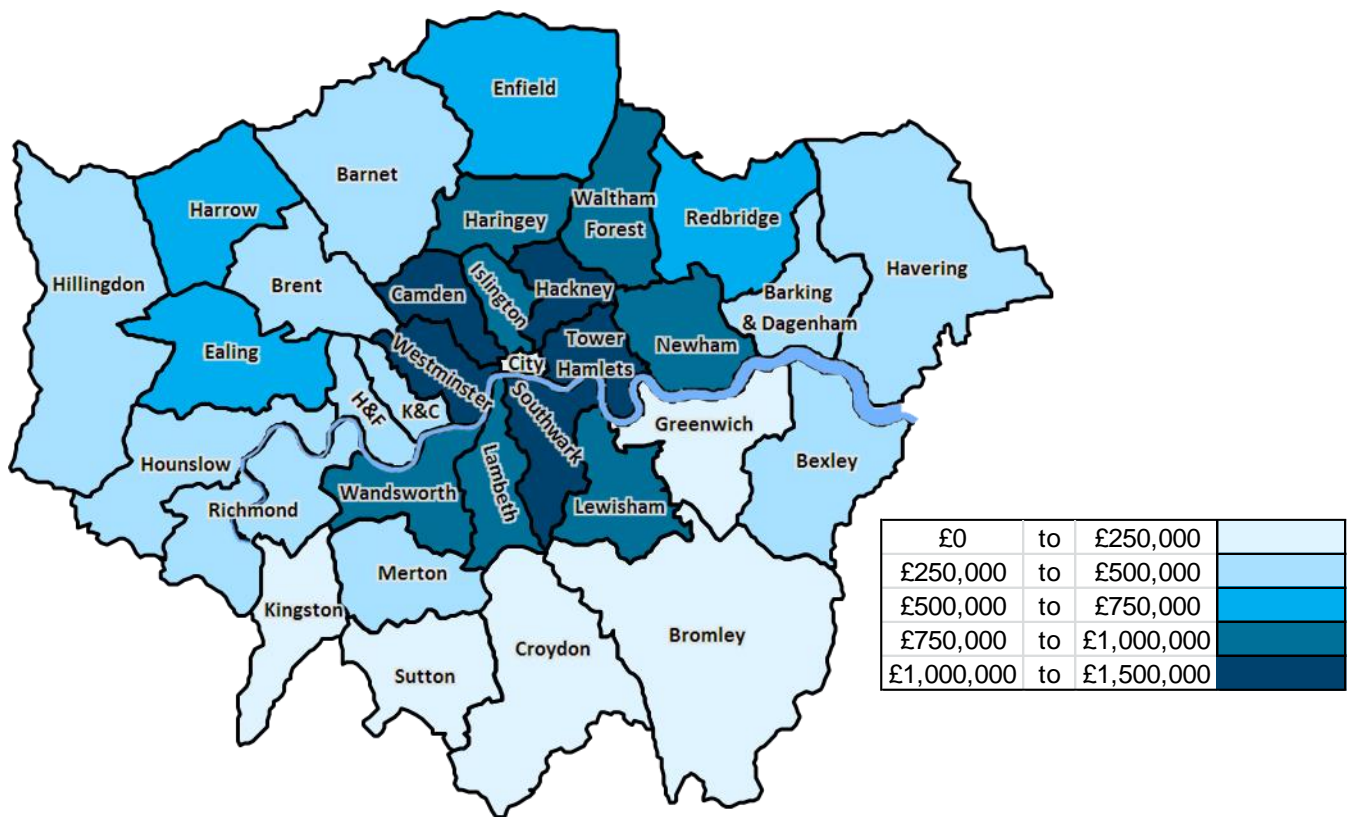 Enfield
Barnet
Harrow
Haringey
Waltham
Forest
Redbridge
Havering
Hillingdon
Brent
Camden
Islington
Hackney
Barking
& Dagenham
Ealing
Westminster
City
Tower
Hamlets
Newham
H&F
K&C
Southwark
Greenwich
Hounslow
Richmond
Wandsworth
Lambeth
Lewisham
Bexley
Merton
Kingston
Sutton
Croydon
Bromley
£0 to £250,000
£250,000 to £500,000
£500,000 to £750,000
£750,000 to £1,000,000
£1,000,000 to £1,500,000